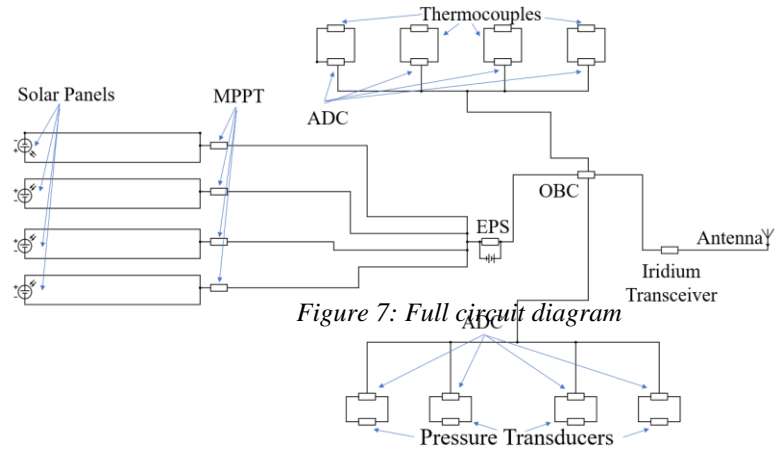 Thermocouples
Solar Panels
MPPT
ADC
OBC
EPS
Antenna
Iridium
Transceiver
Figure 7: Full circuit diagram
ADC
Pressure Transducers